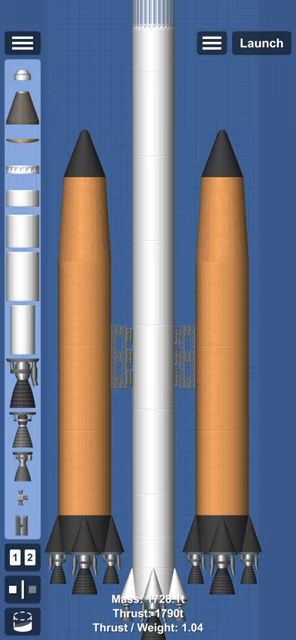 Launch
1 2
Mass: 1728.1t
Thrust: 1790t
Thrust / Weight: 1.04